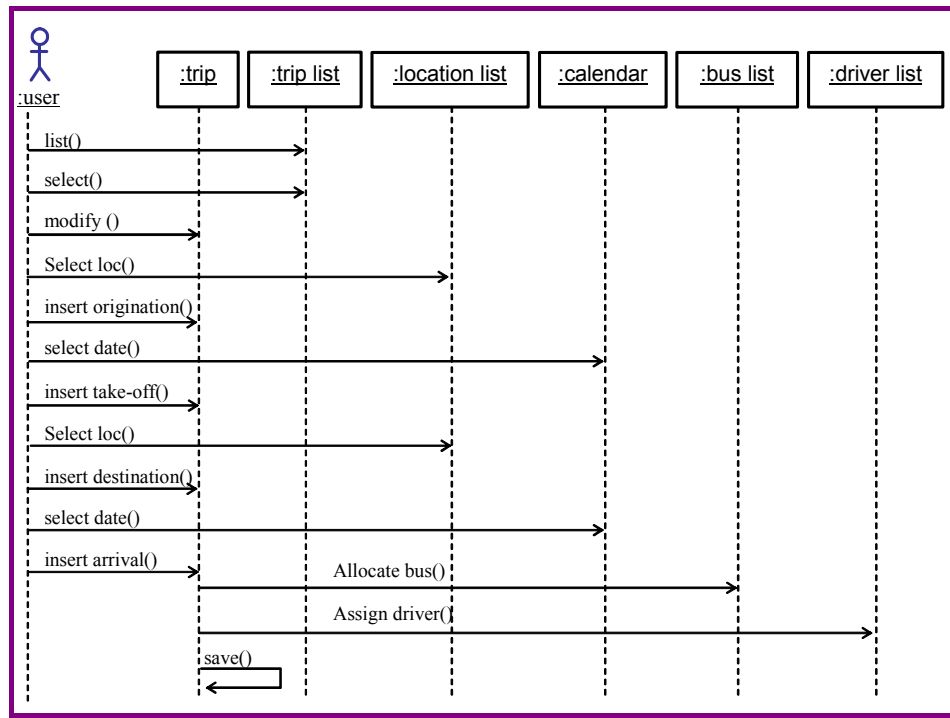 :user
:trip
:trip list
:location list
:calendar
:bus list
:driver list
list()
select()
modify ()
Select loc()
insert origination()
select date()
insert take-off()
Select loc()
insert destination()
select date()
insert arrival()
Allocate bus()
Assign driver()
save()